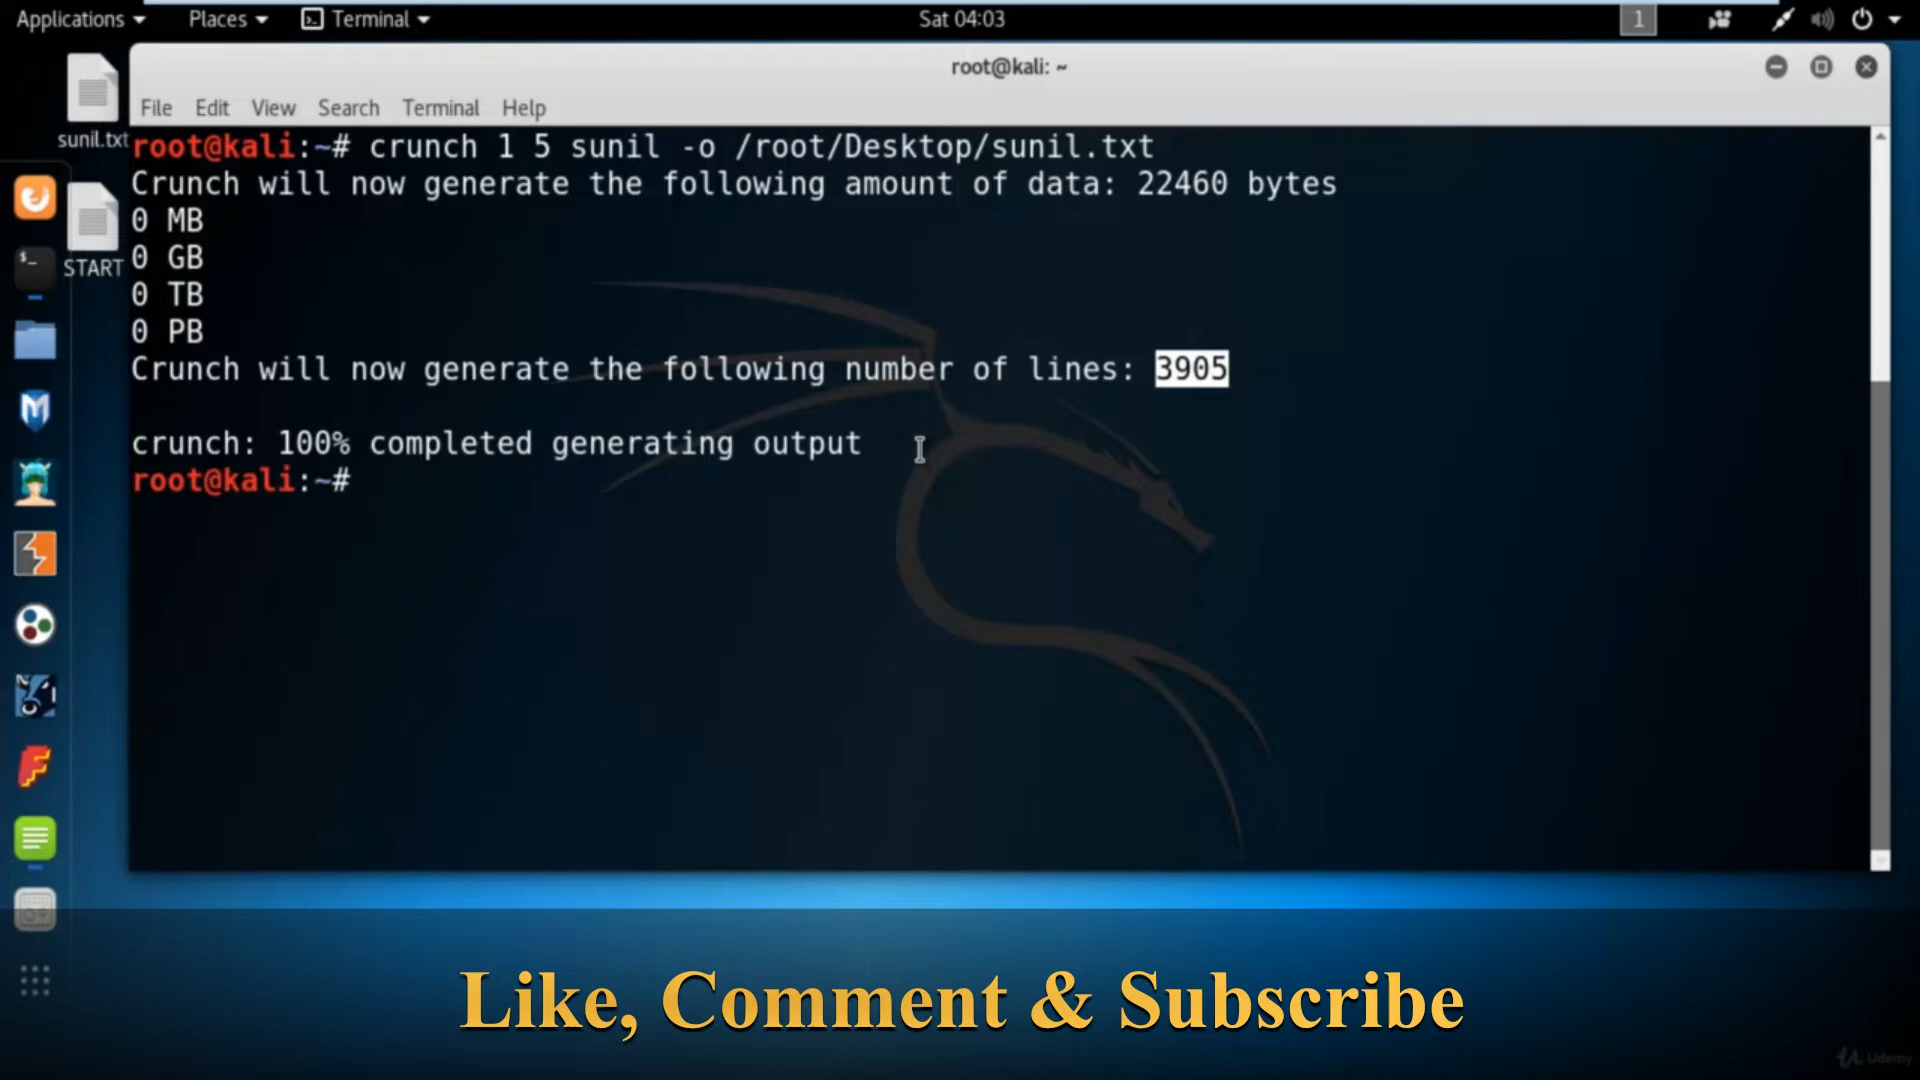 Applications Places Terminal Sat 04:03 1
root@kali: ~
File Edit View Search Terminal Help
sunil.txt
START
root@kali:~# crunch 1 5 sunil -o /root/Desktop/sunil.txt
Crunch will now generate the following amount of data: 22460 bytes
0 MB
0 GB
0 TB
0 PB
Crunch will now generate the following number of lines: 3905
crunch: 100% completed generating output
root@kali:~#
Like, Comment & Subscribe
Udemy